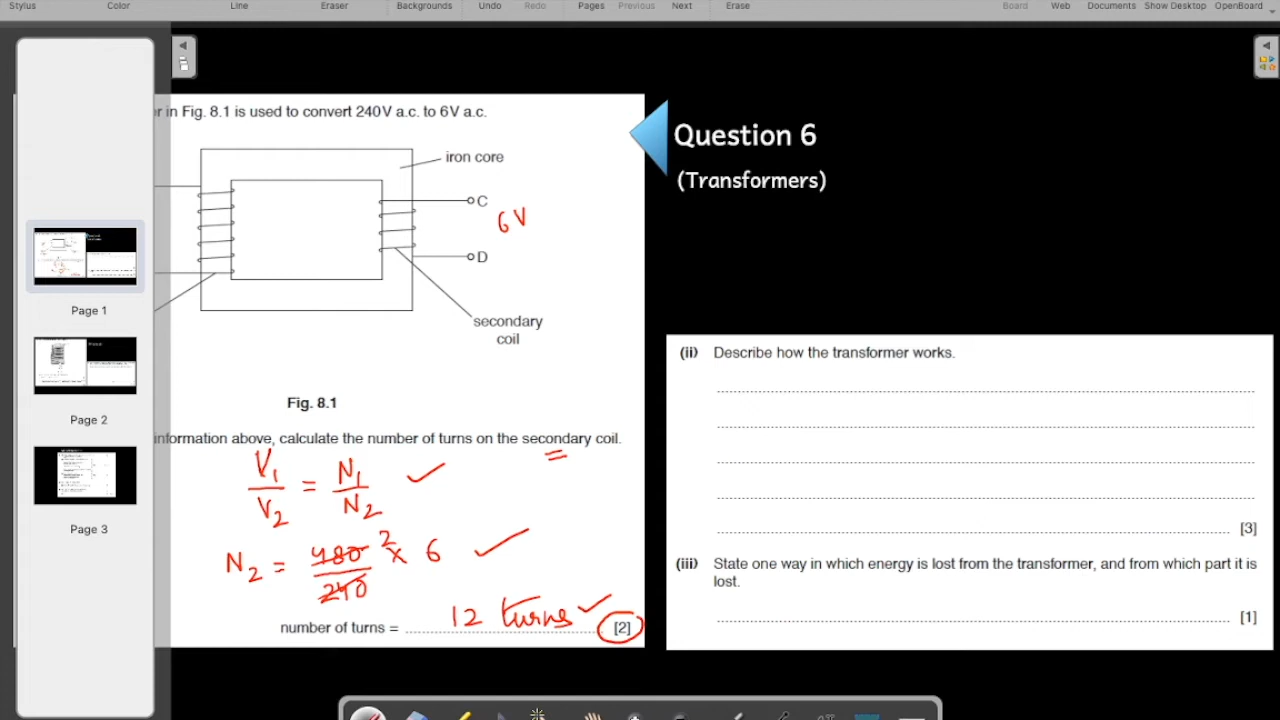 Stylus Color Line Eraser Backgrounds Undo Redo Pages Previous Next Erase Board Web Documents Show Desktop OpenBoard
r in Fig. 8.1 is used to convert 240V a.c. to 6V a.c.
iron core
C
6V
D
secondary
coil
Fig. 8.1
information above, calculate the number of turns on the secondary coil.
V1/V2 = N1/N2 ✓
N2 = 480/240 2 × 6 ✓
12 turns ✓
number of turns = .......... [2]
Question 6
(Transformers)
(ii) Describe how the transformer works.
[3]
(iii) State one way in which energy is lost from the transformer, and from which part it is
lost.
[1]
Page 1
Page 2
Page 3